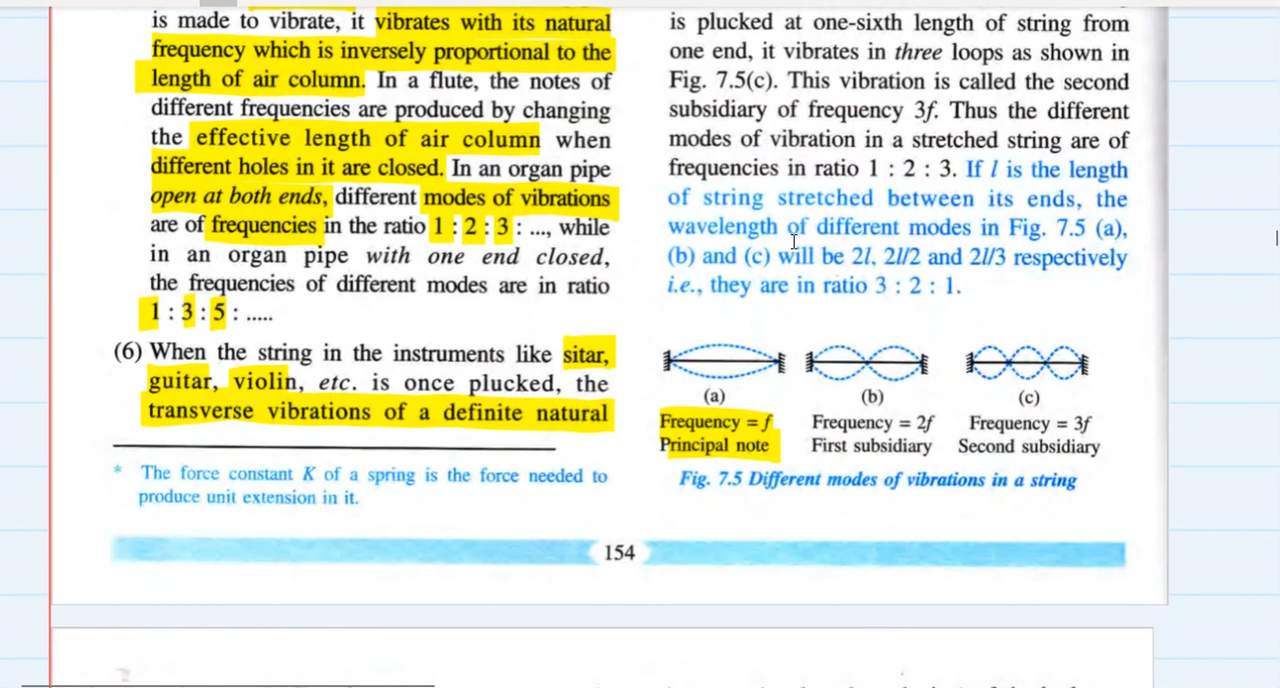 is made to vibrate, it vibrates with its natural
frequency which is inversely proportional to the
length of air column. In a flute, the notes of
different frequencies are produced by changing
the effective length of air column when
different holes in it are closed. In an organ pipe
open at both ends, different modes of vibrations
are of frequencies in the ratio 1 : 2 : 3 : ..., while
in an organ pipe with one end closed,
the frequencies of different modes are in ratio
1 : 3 : 5 : .....
(6) When the string in the instruments like sitar,
guitar, violin, etc. is once plucked, the
transverse vibrations of a definite natural
* The force constant K of a spring is the force needed to
produce unit extension in it.
is plucked at one-sixth length of string from
one end, it vibrates in three loops as shown in
Fig. 7.5(c). This vibration is called the second
subsidiary of frequency 3f. Thus the different
modes of vibration in a stretched string are of
frequencies in ratio 1 : 2 : 3. If l is the length
of string stretched between its ends, the
wavelength of different modes in Fig. 7.5 (a),
(b) and (c) will be 2l, 2l/2 and 2l/3 respectively
i.e., they are in ratio 3 : 2 : 1.
(a) (b) (c)
Frequency = f Frequency = 2f Frequency = 3f
Principal note First subsidiary Second subsidiary
Fig. 7.5 Different modes of vibrations in a string
154